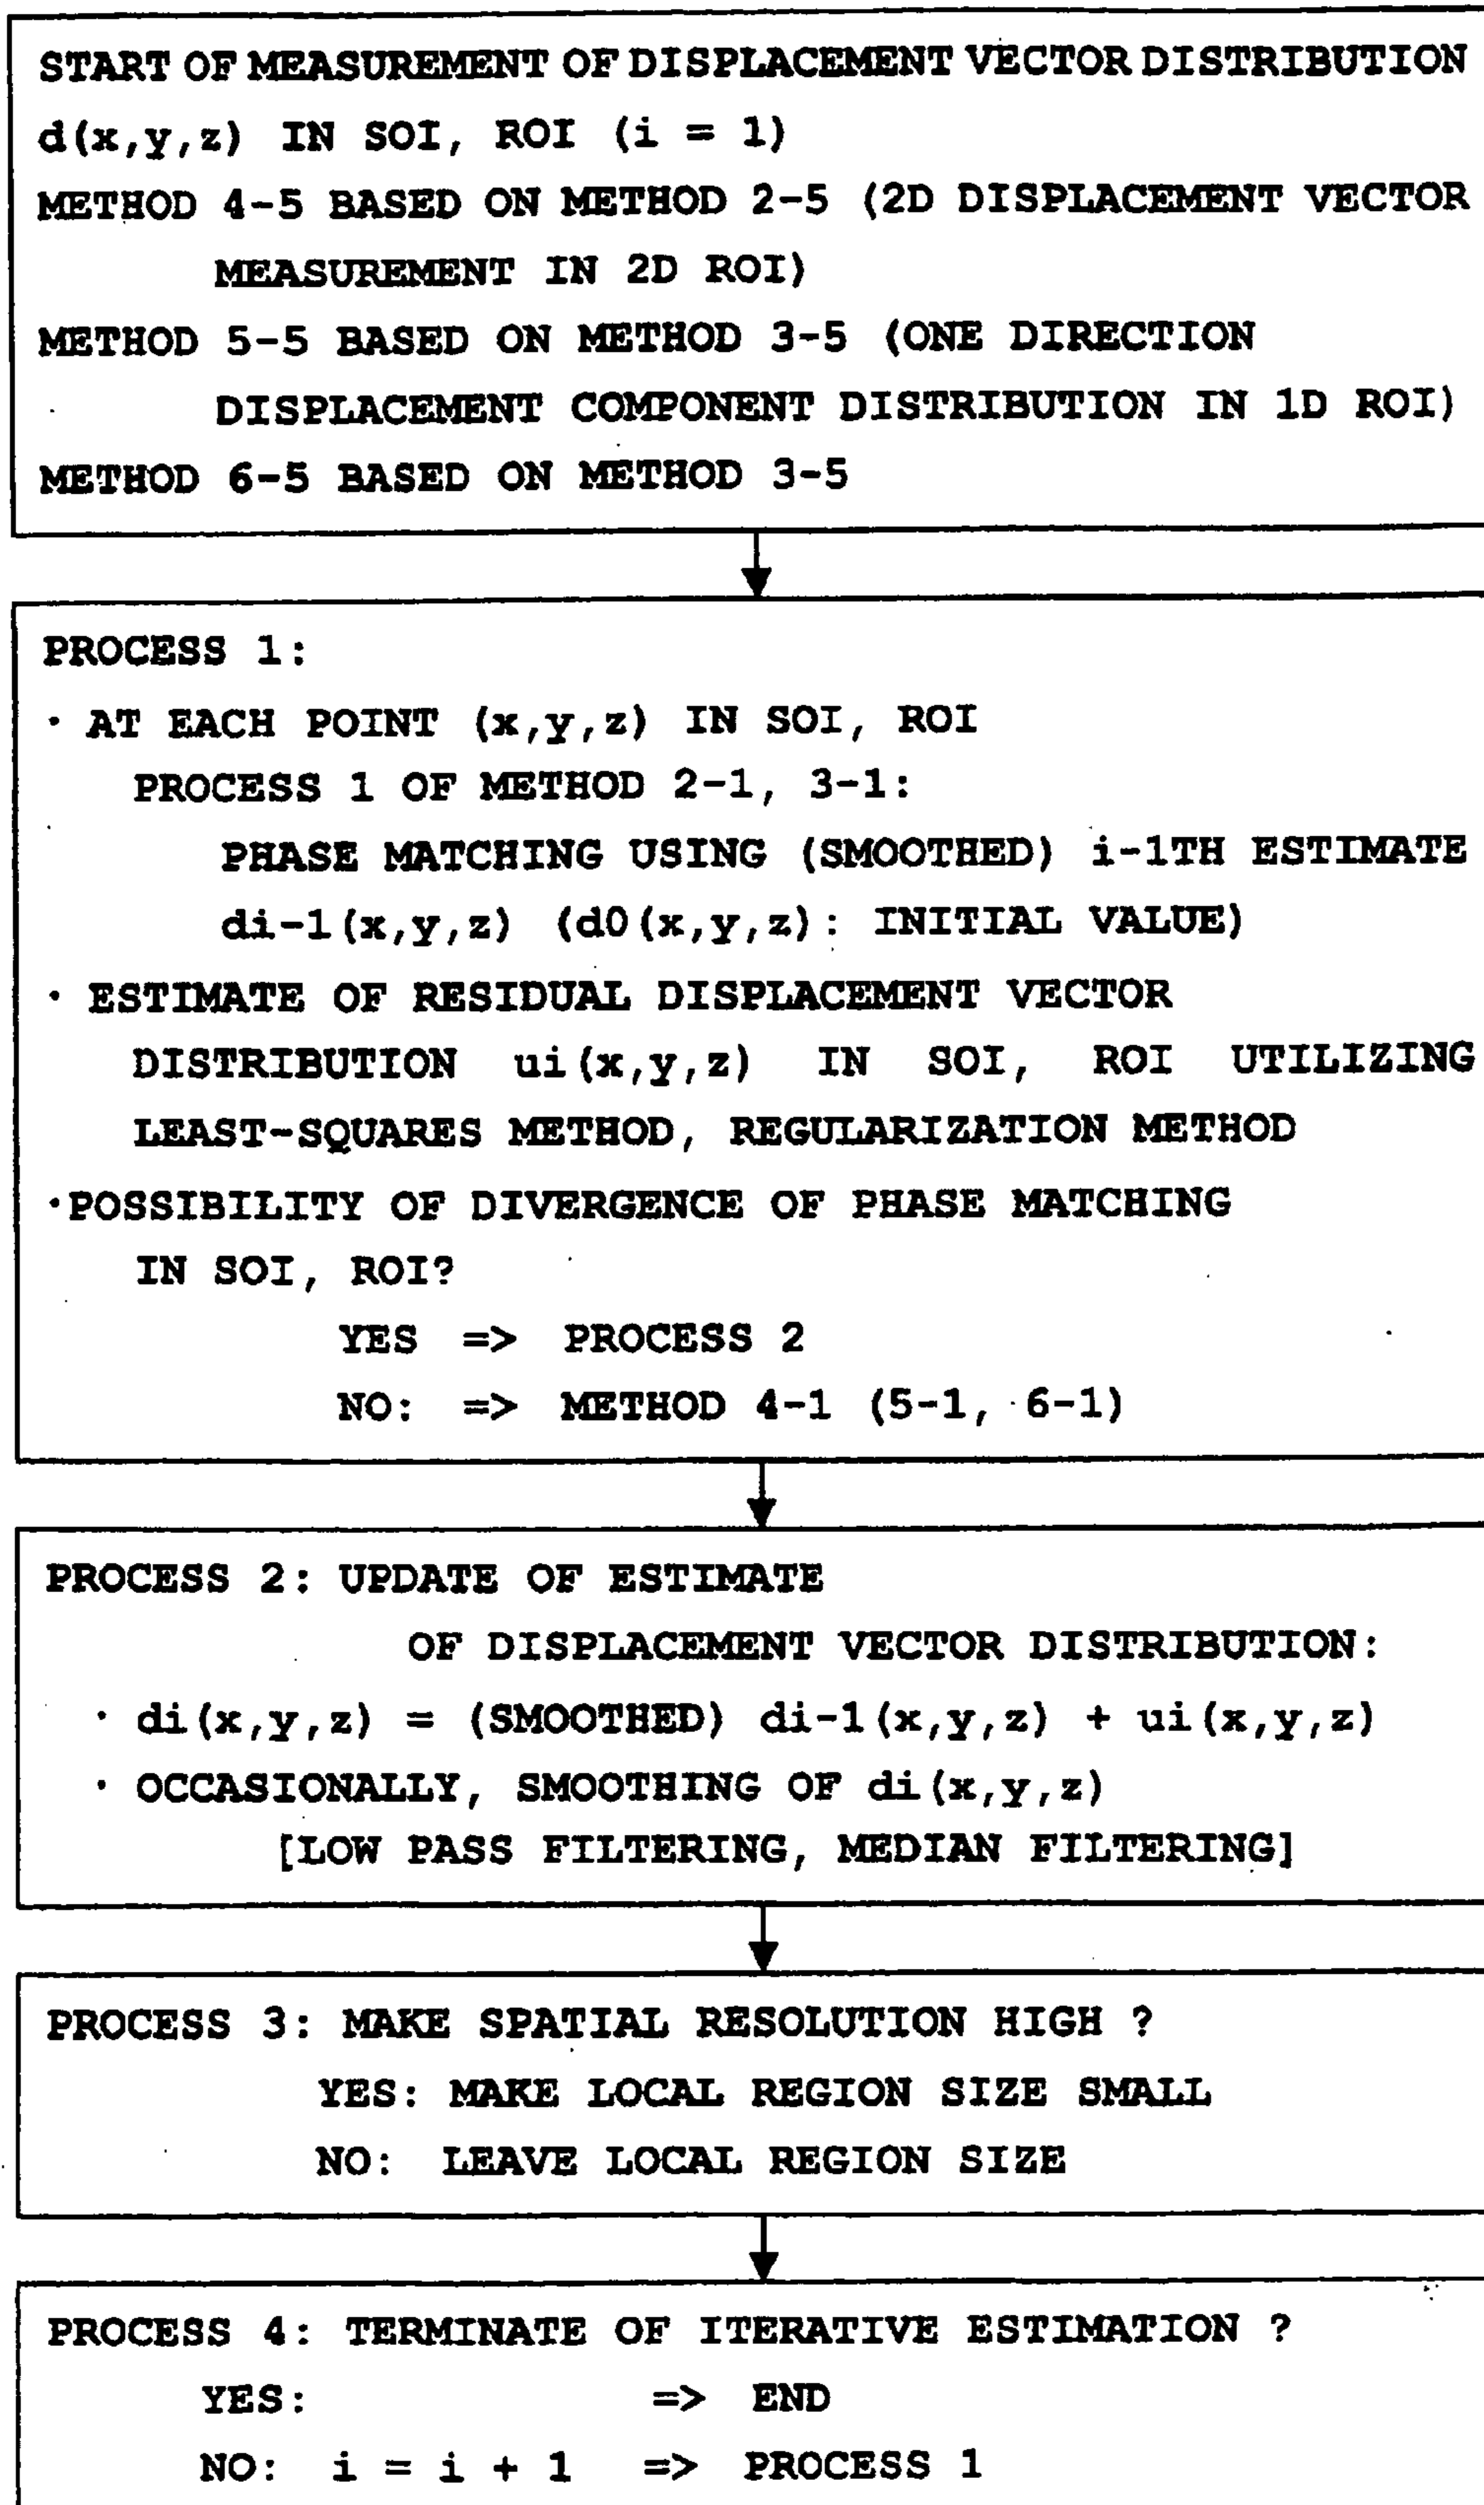 START OF MEASUREMENT OF DISPLACEMENT VECTOR DISTRIBUTION
d(x,y,z) IN SOI, ROI (i = 1)
METHOD 4-5 BASED ON METHOD 2-5 (2D DISPLACEMENT VECTOR
MEASUREMENT IN 2D ROI)
METHOD 5-5 BASED ON METHOD 3-5 (ONE DIRECTION
DISPLACEMENT COMPONENT DISTRIBUTION IN 1D ROI)
METHOD 6-5 BASED ON METHOD 3-5
PROCESS 1:
· AT EACH POINT (x,y,z) IN SOI, ROI
PROCESS 1 OF METHOD 2-1, 3-1:
PHASE MATCHING USING (SMOOTHED) i-1TH ESTIMATE
di-1(x,y,z) (d0(x,y,z): INITIAL VALUE)
· ESTIMATE OF RESIDUAL DISPLACEMENT VECTOR
DISTRIBUTION ui(x,y,z) IN SOI, ROI UTILIZING
LEAST-SQUARES METHOD, REGULARIZATION METHOD
·POSSIBILITY OF DIVERGENCE OF PHASE MATCHING
IN SOI, ROI?
YES => PROCESS 2
NO: => METHOD 4-1 (5-1, 6-1)
PROCESS 2: UPDATE OF ESTIMATE
OF DISPLACEMENT VECTOR DISTRIBUTION:
· di(x,y,z) = (SMOOTHED) di-1(x,y,z) + ui(x,y,z)
· OCCASIONALLY, SMOOTHING OF di(x,y,z)
[LOW PASS FILTERING, MEDIAN FILTERING]
PROCESS 3: MAKE SPATIAL RESOLUTION HIGH ?
YES: MAKE LOCAL REGION SIZE SMALL
NO: LEAVE LOCAL REGION SIZE
PROCESS 4: TERMINATE OF ITERATIVE ESTIMATION ?
YES: => END
NO: i = i + 1 => PROCESS 1